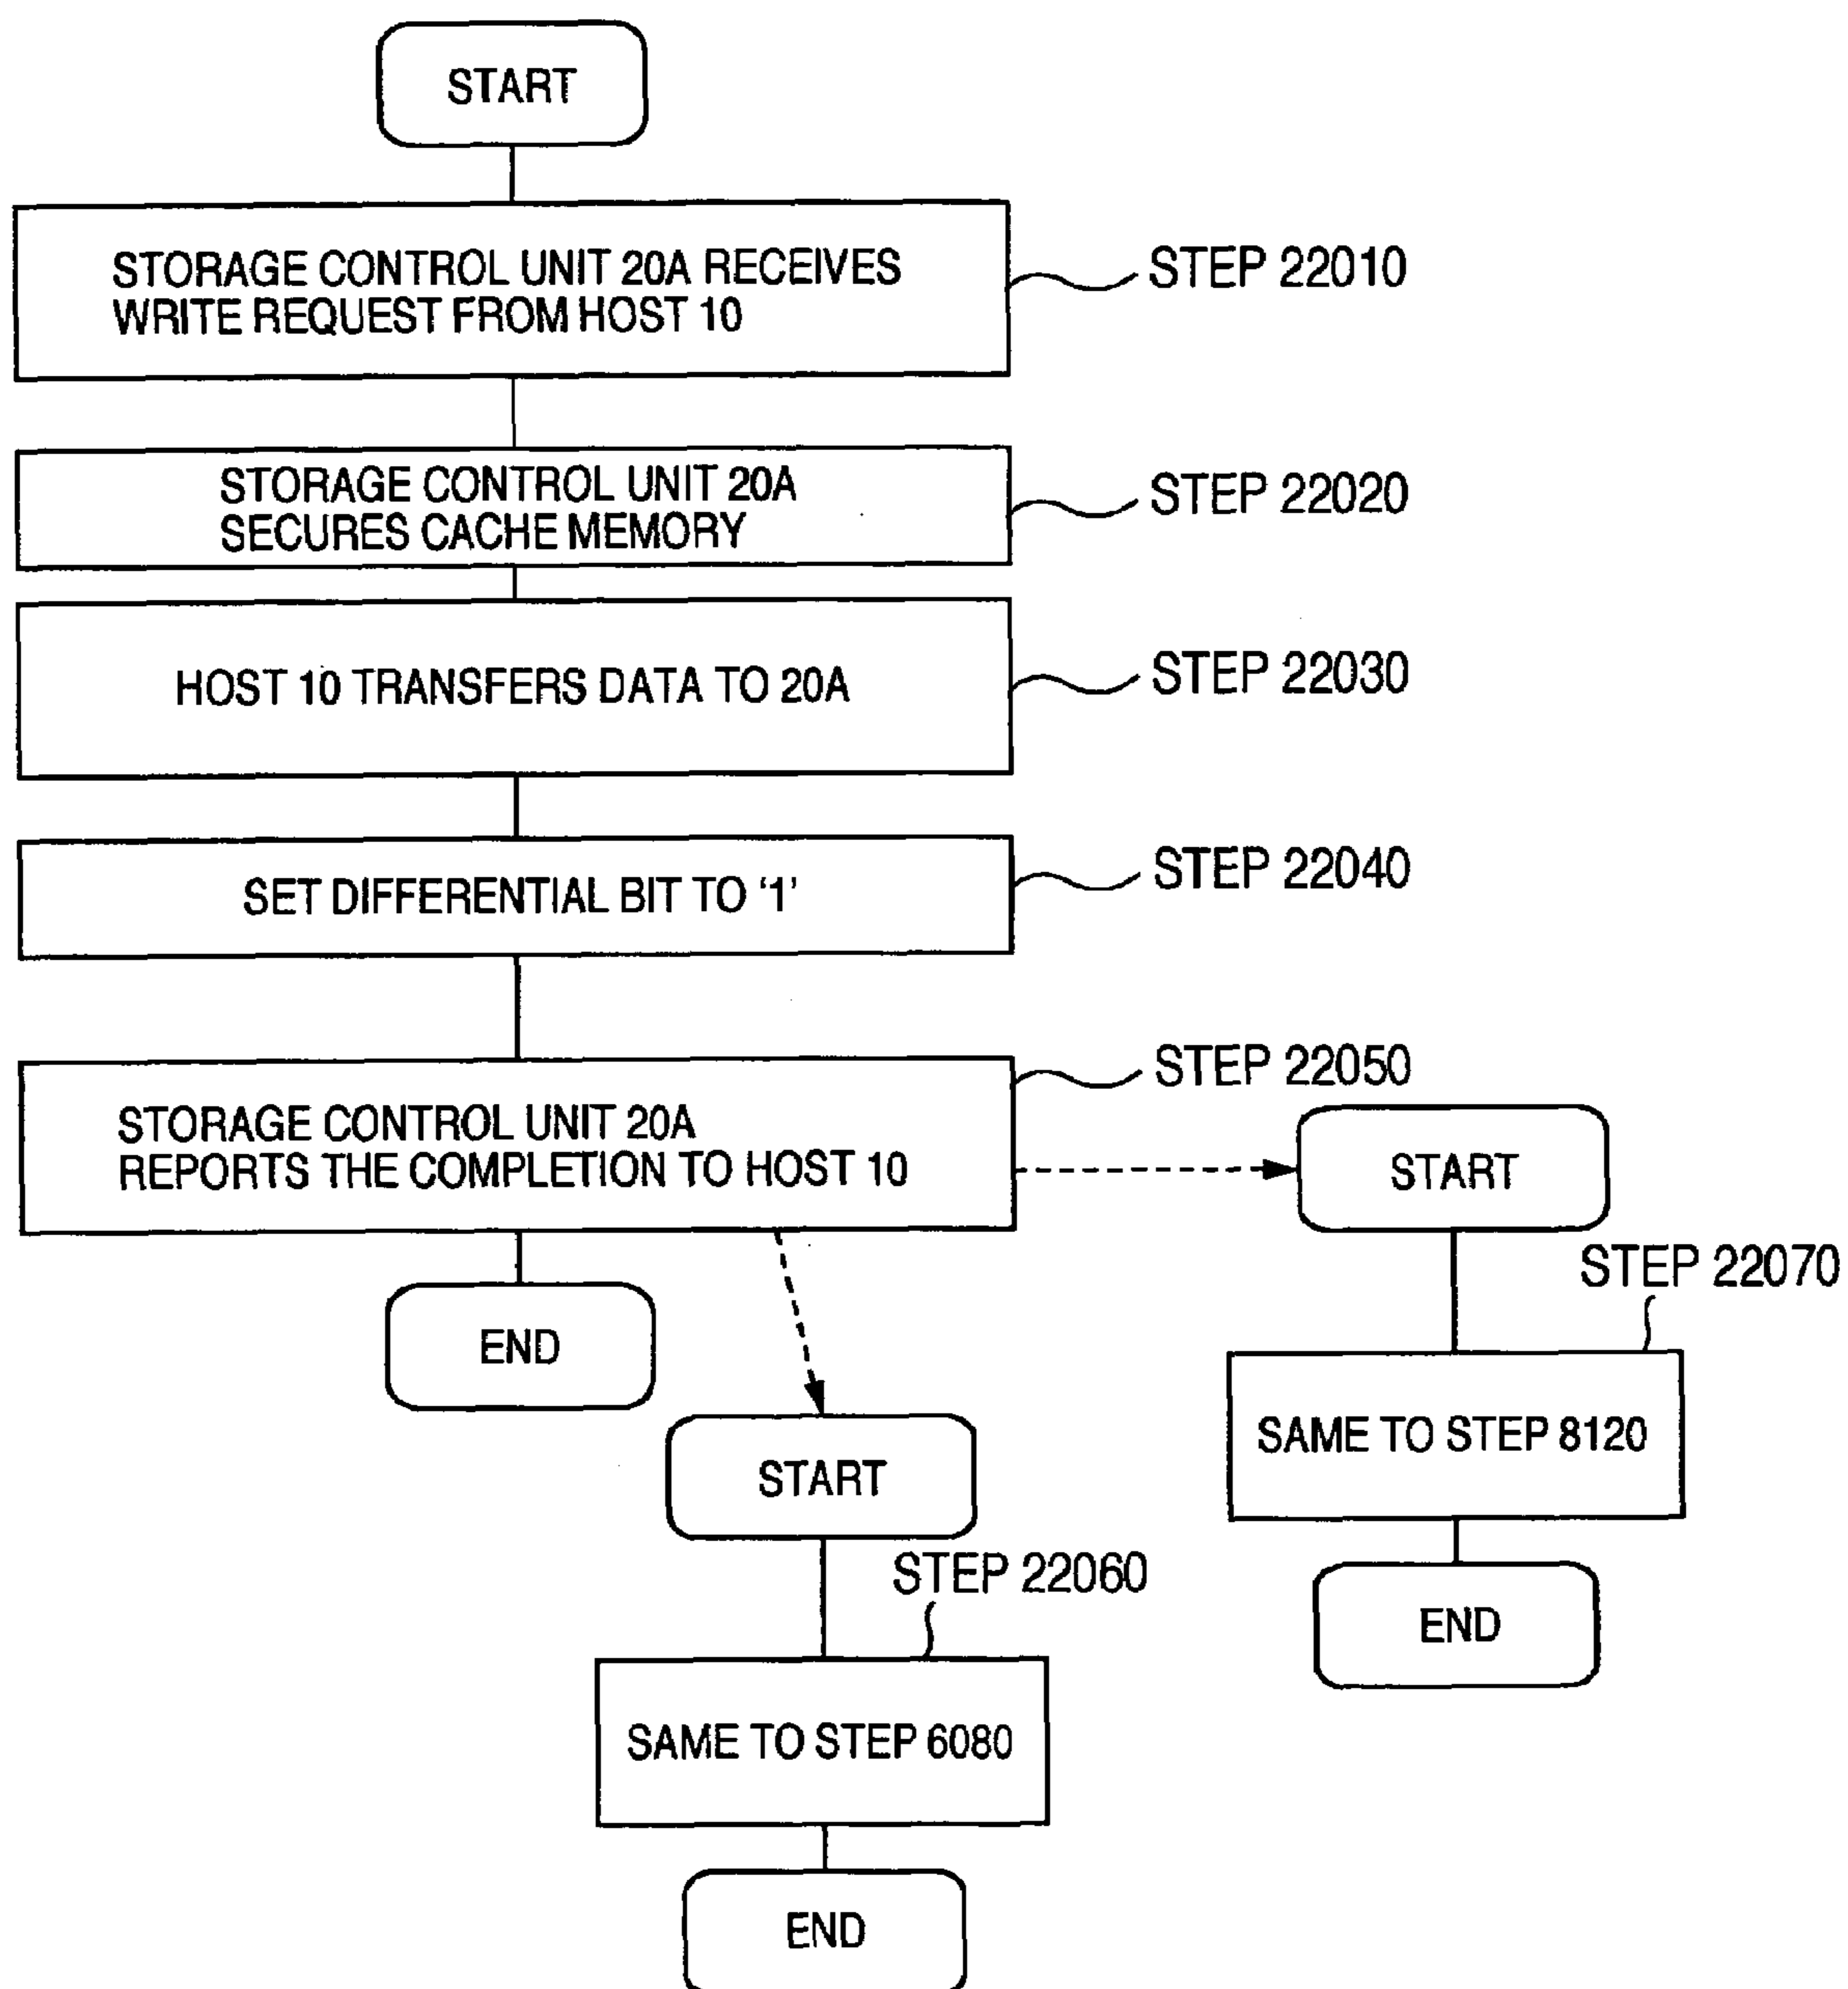 START
STORAGE CONTROL UNIT 20A RECEIVES
WRITE REQUEST FROM HOST 10
STEP 22010
STORAGE CONTROL UNIT 20A
SECURES CACHE MEMORY
STEP 22020
HOST 10 TRANSFERS DATA TO 20A
STEP 22030
SET DIFFERENTIAL BIT TO ‘1’
STEP 22040
STORAGE CONTROL UNIT 20A
REPORTS THE COMPLETION TO HOST 10
STEP 22050
END
START
STEP 22070
SAME TO STEP 8120
END
START
STEP 22060
SAME TO STEP 6080
END